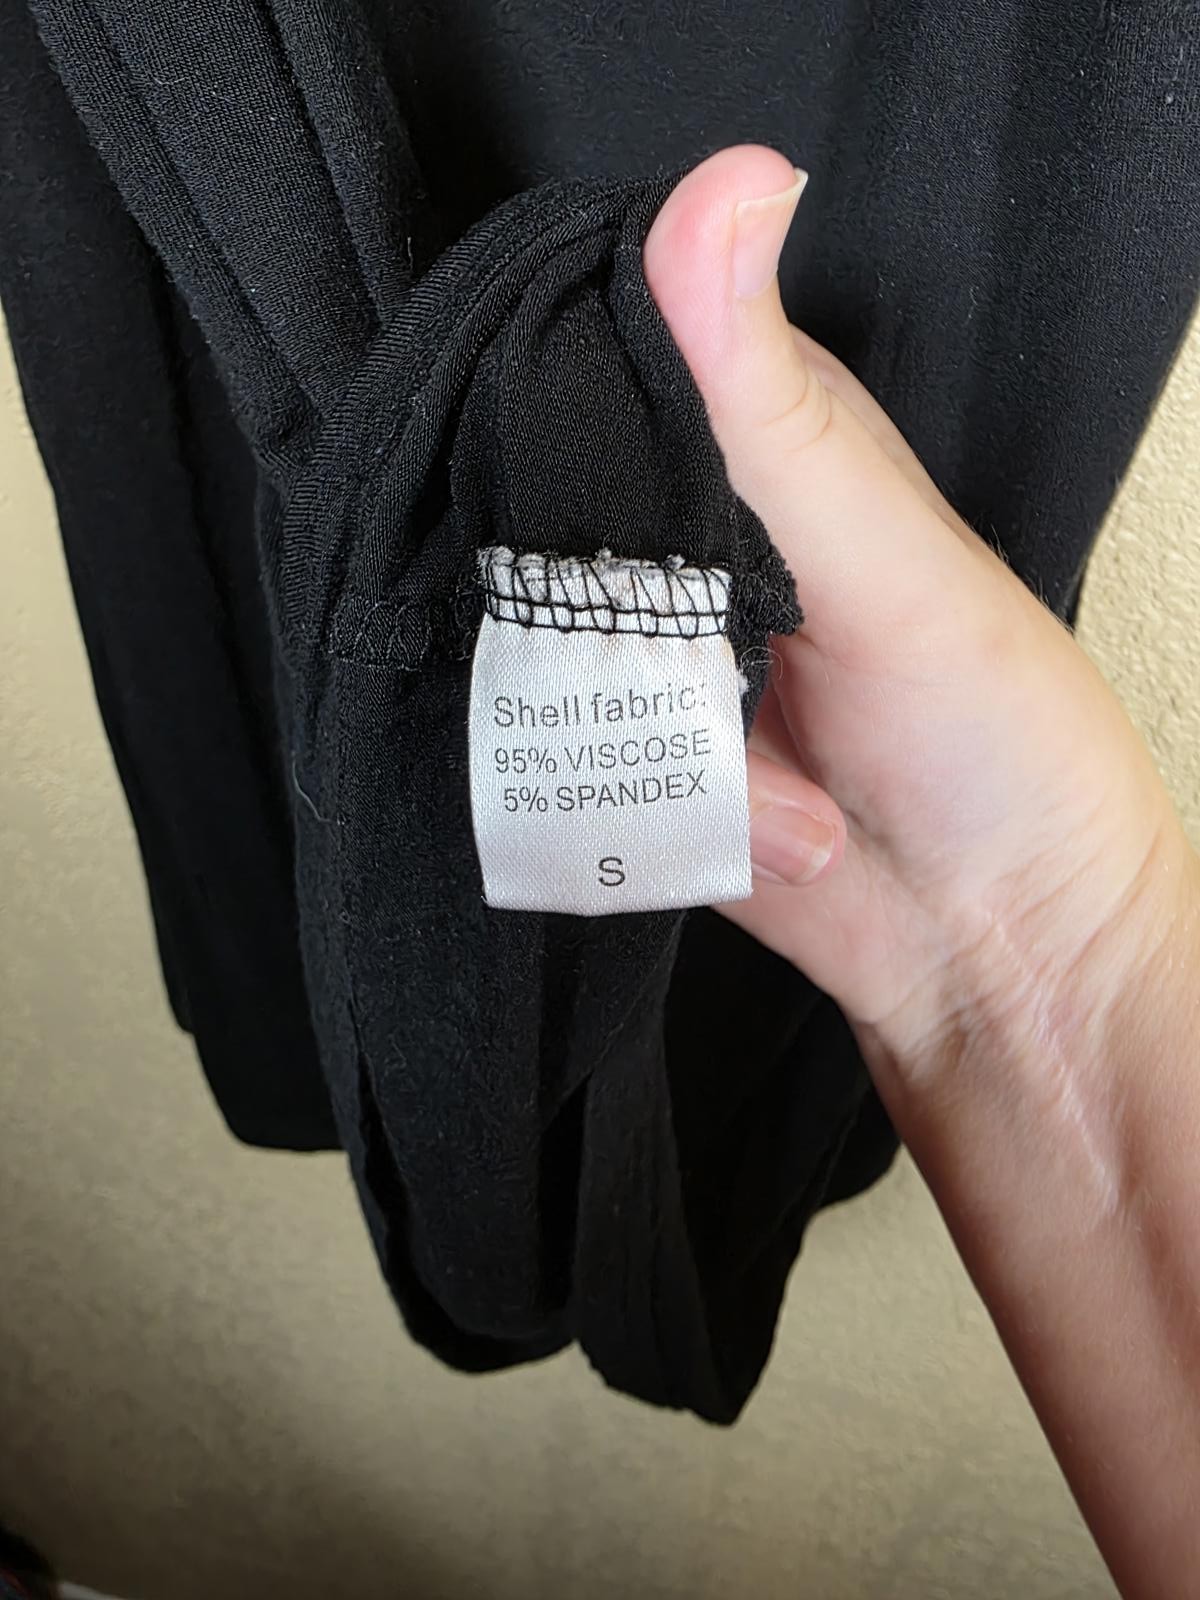 Shell fabric:
95% VISCOSE
5% SPANDEX
S